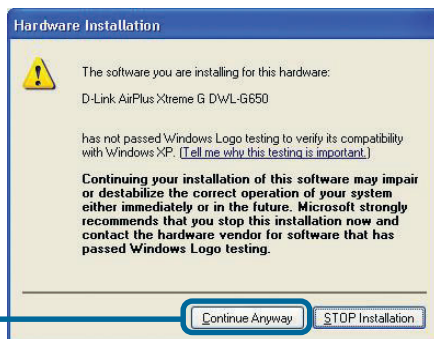 Hardware Installation
The software you are installing for this hardware:
D-Link AirPlus Xtreme G DWL-G650
has not passed Windows Logo testing to verify its compatibility
with Windows XP. (Tell me why this testing is important.)
Continuing your installation of this software may impair
or destabilize the correct operation of your system
either immediately or in the future. Microsoft strongly
recommends that you stop this installation now and
contact the hardware vendor for software that has
passed Windows Logo testing.
Continue Anyway STOP Installation